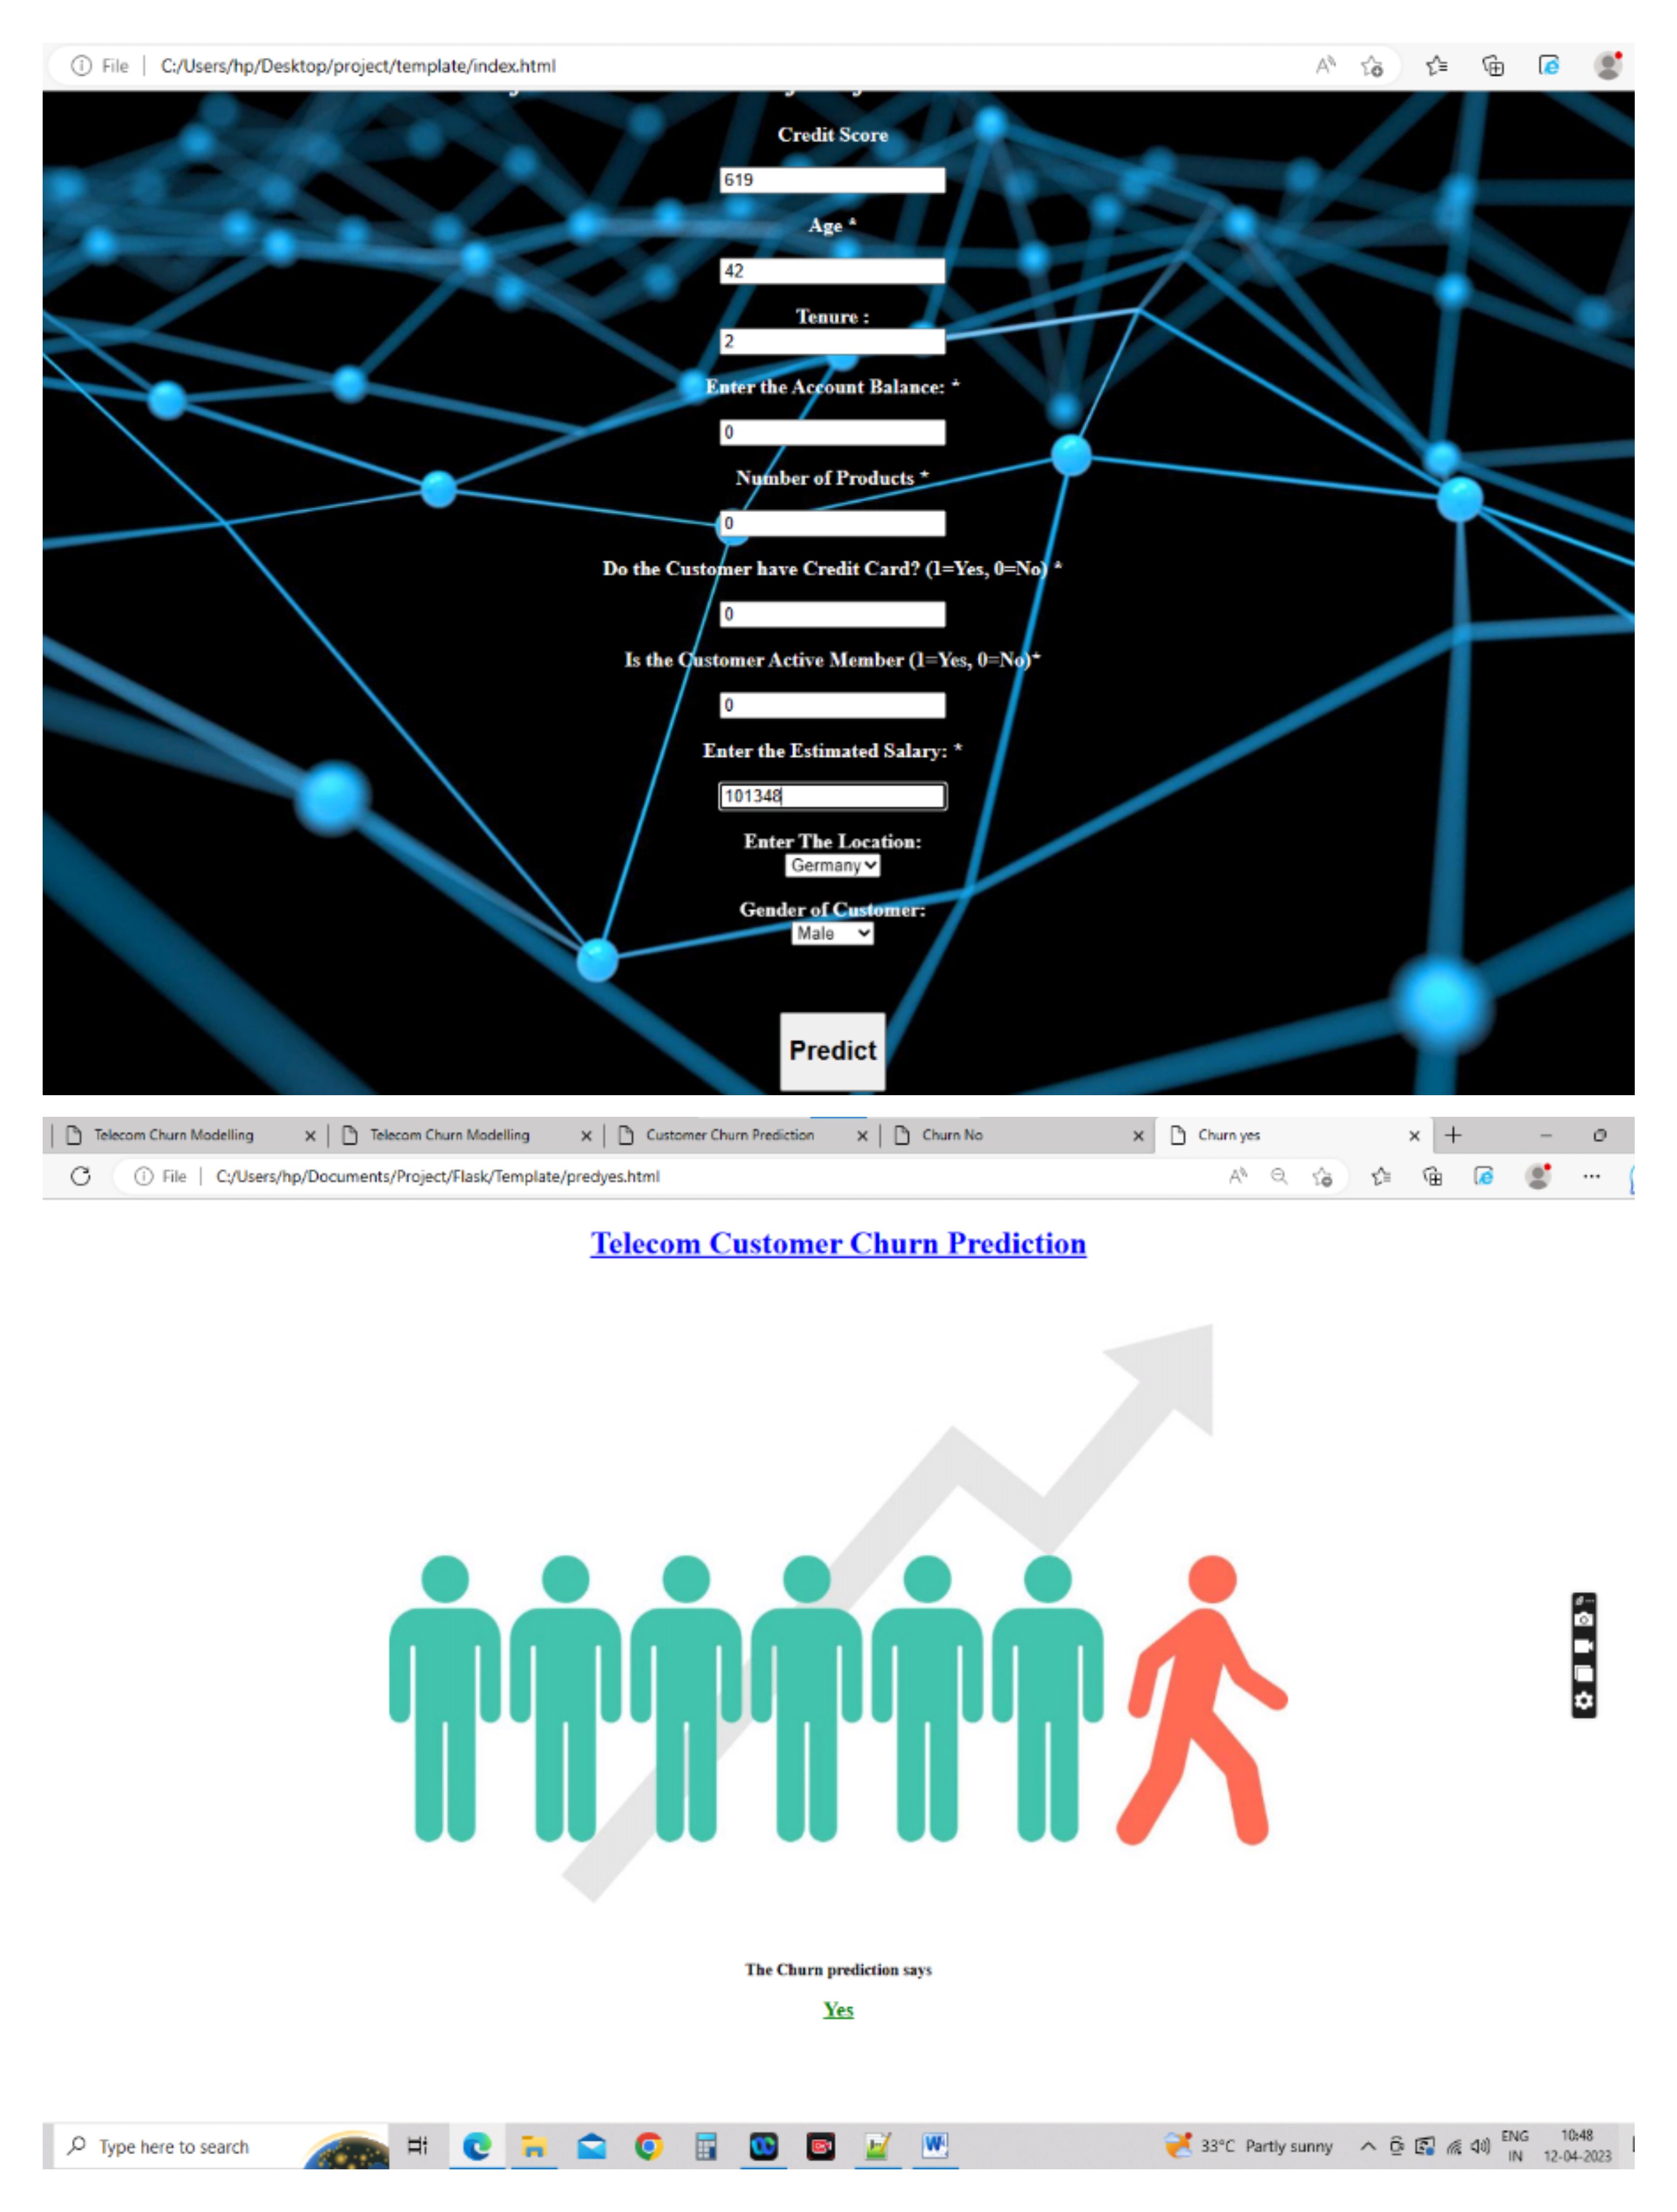 File | C:/Users/hp/Desktop/project/template/index.html
Credit Score
619
Age *
42
Tenure :
2
Enter the Account Balance: *
0
Number of Products *
0
Do the Customer have Credit Card? (1=Yes, 0=No) *
0
Is the Customer Active Member (1=Yes, 0=No)*
0
Enter the Estimated Salary: *
101348
Enter The Location:
Germany
Gender of Customer:
Male
Predict
Telecom Churn Modelling Telecom Churn Modelling Customer Churn Prediction Churn No Churn yes
File | C:/Users/hp/Documents/Project/Flask/Template/predyes.html
Telecom Customer Churn Prediction
The Churn prediction says
Yes
Type here to search 33°C Partly sunny ENG 10:48
IN 12-04-2023